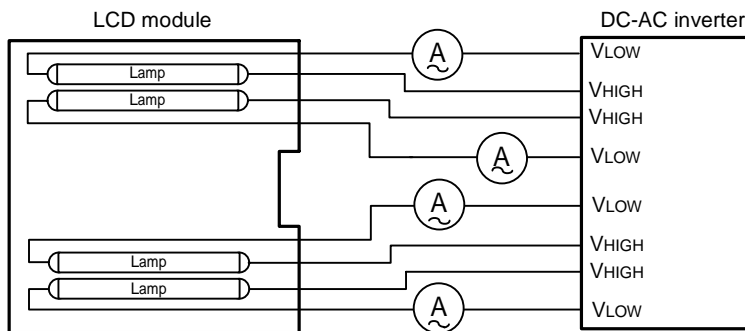 LCD module
DC-AC inverter
A
VLOW
Lamp
VHIGH
Lamp
VHIGH
A
VLOW
A
VLOW
Lamp
VHIGH
Lamp
VHIGH
A
VLOW